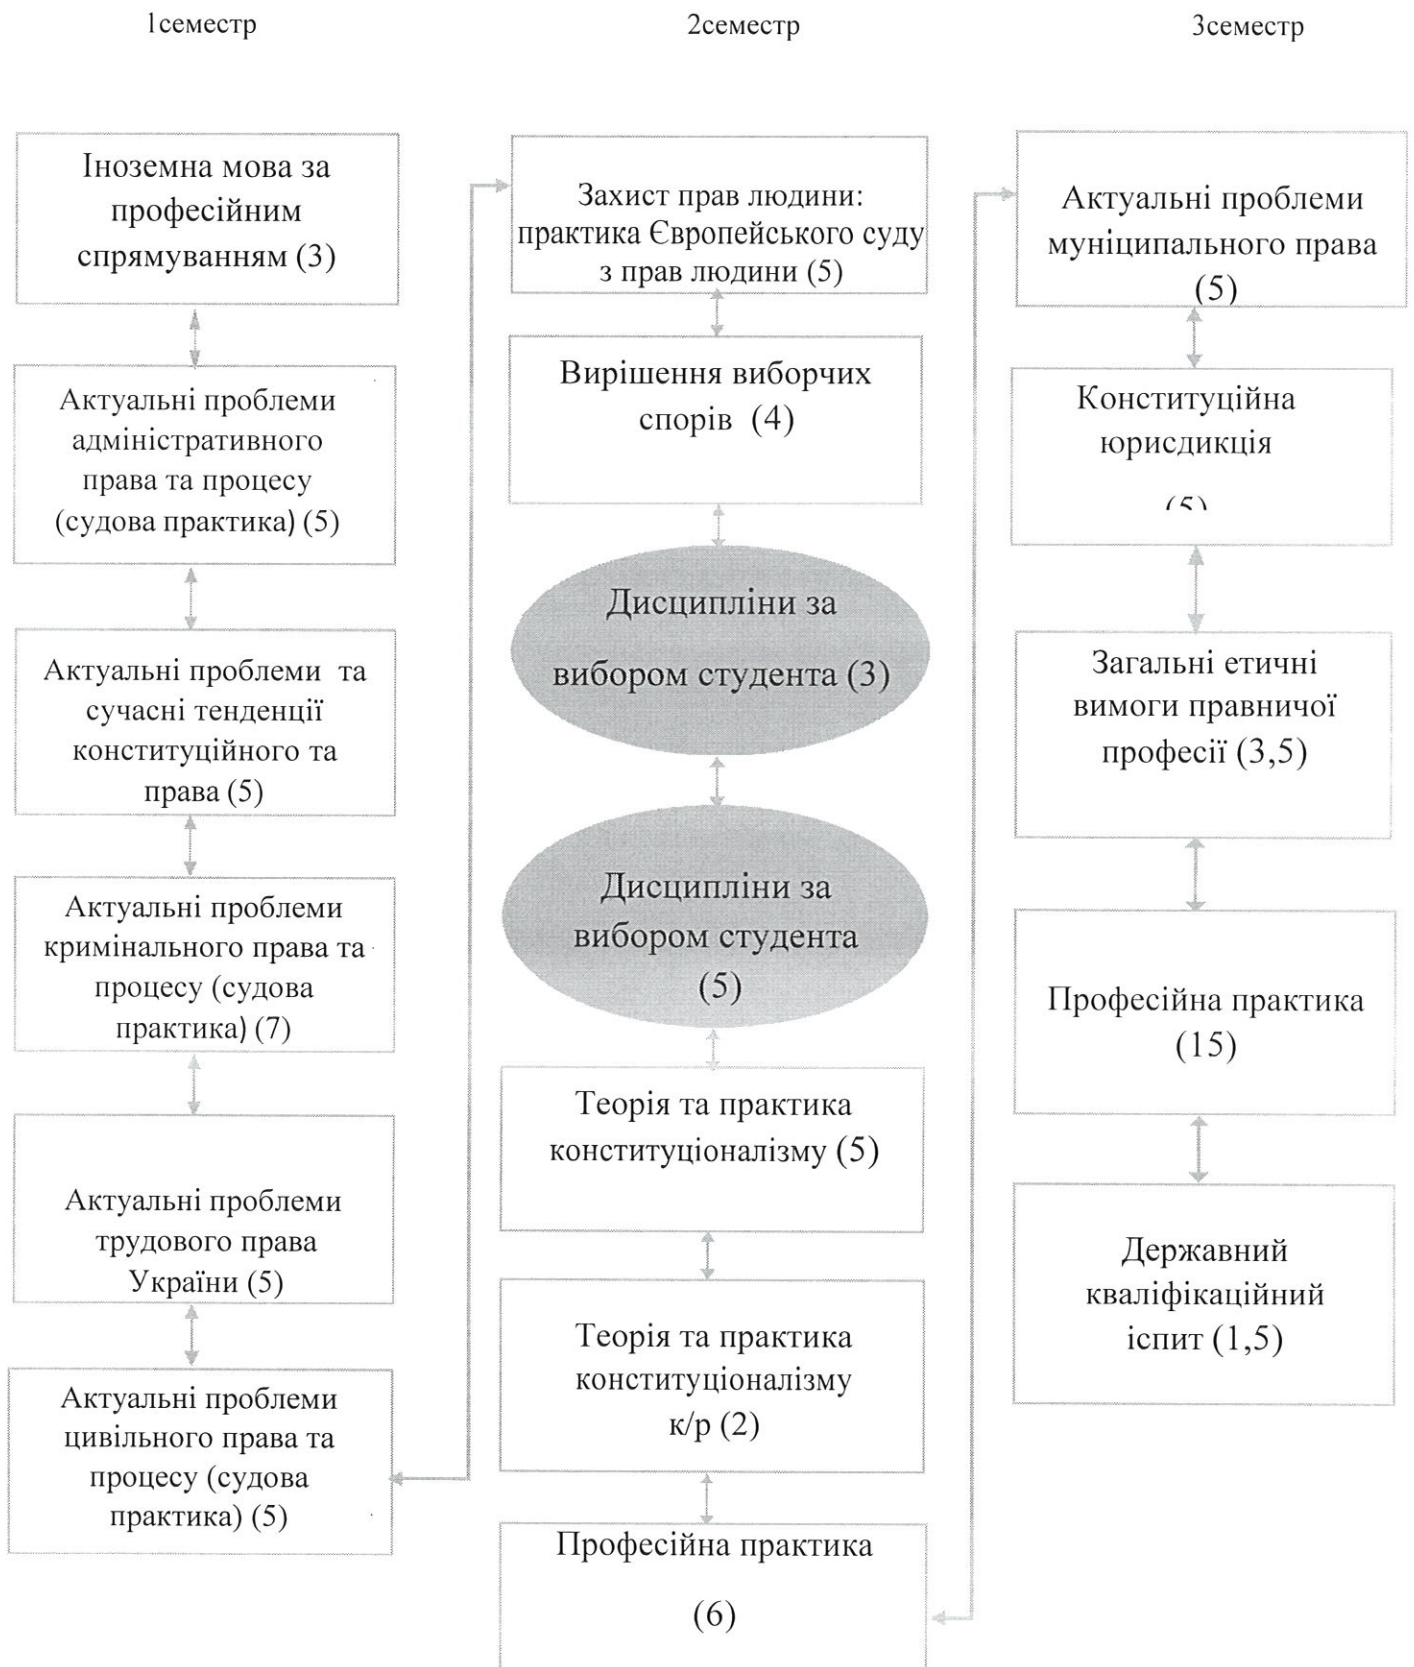 1семестр
2семестр
3семестр
Іноземна мова за
професійним
спрямуванням (3)
Актуальні проблеми
адміністративного
права та процесу
(судова практика) (5)
Актуальні проблеми та
сучасні тенденції
конституційного та
права (5)
Актуальні проблеми
кримінального права та
процесу (судова
практика) (7)
Актуальні проблеми
трудового права
України (5)
Актуальні проблеми
цивільного права та
процесу (судова
практика) (5)
Захист прав людини:
практика Європейського суду
з прав людини (5)
Вирішення виборчих
спорів (4)
Дисципліни за
вибором студента (3)
Дисципліни за
вибором студента
(5)
Теорія та практика
конституціоналізму (5)
Теорія та практика
конституціоналізму
к/р (2)
Професійна практика
(6)
Актуальні проблеми
муніципального права
(5)
Конституційна
юрисдикція
(5)
Загальні етичні
вимоги правничої
професії (3,5)
Професійна практика
(15)
Державний
кваліфікаційний
іспит (1,5)